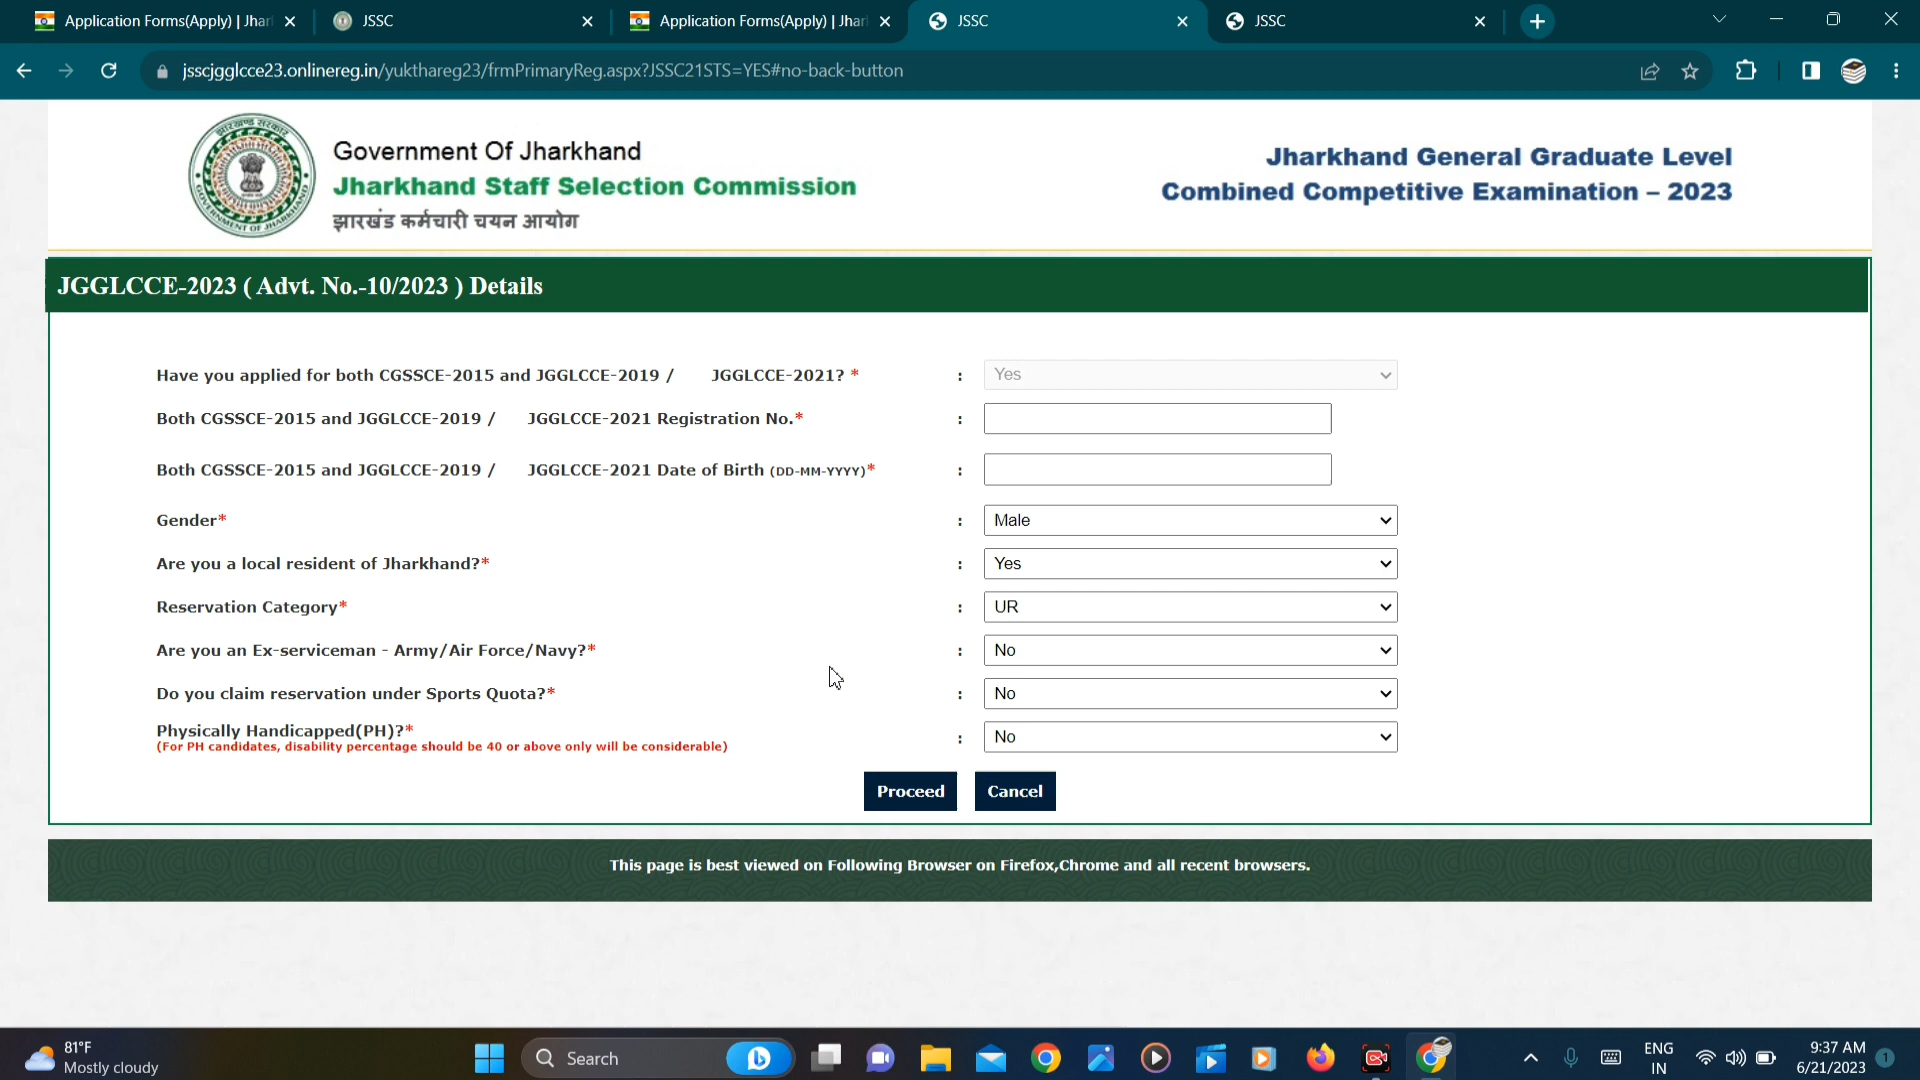 Application Forms(Apply) | Jhar
JSSC
Application Forms(Apply) | Jhar
JSSC
JSSC
jsscjgglcce23.onlinereg.in/yukthareg23/frmPrimaryReg.aspx?JSSC21STS=YES#no-back-button
Government Of Jharkhand
Jharkhand Staff Selection Commission
झारखंड कर्मचारी चयन आयोग
Jharkhand General Graduate Level
Combined Competitive Examination – 2023
झारखण्ड सरकार
GOVERNMENT OF JHARKHAND
JGGLCCE-2023 ( Advt. No.-10/2023 ) Details
Have you applied for both CGSSCE-2015 and JGGLCCE-2019 / JGGLCCE-2021? * : Yes
Both CGSSCE-2015 and JGGLCCE-2019 / JGGLCCE-2021 Registration No.* :
Both CGSSCE-2015 and JGGLCCE-2019 / JGGLCCE-2021 Date of Birth (DD-MM-YYYY)* :
Gender* : Male
Are you a local resident of Jharkhand?* : Yes
Reservation Category* : UR
Are you an Ex-serviceman - Army/Air Force/Navy?* : No
Do you claim reservation under Sports Quota?* : No
Physically Handicapped(PH)?* : No
(For PH candidates, disability percentage should be 40 or above only will be considerable)
Proceed Cancel
This page is best viewed on Following Browser on Firefox,Chrome and all recent browsers.
81°F
Mostly cloudy
Search
ENG
IN
9:37 AM
6/21/2023
1